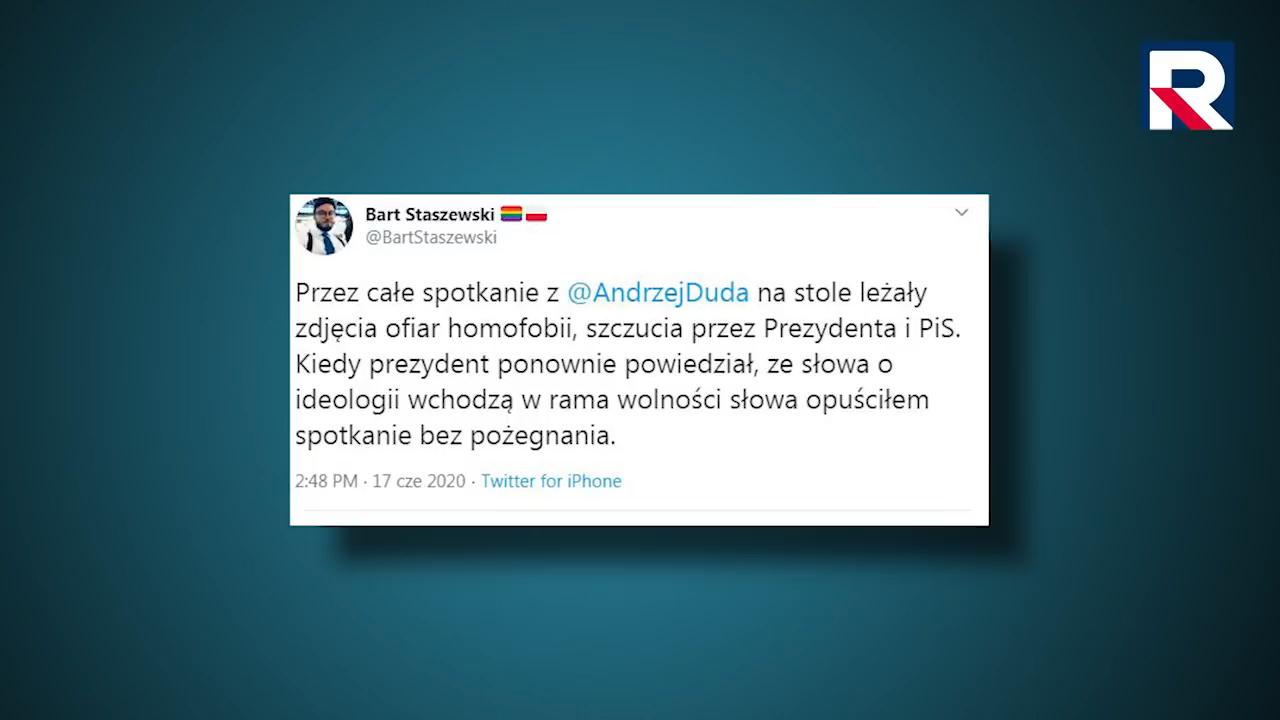 R
Bart Staszewski
@BartStaszewski
Przez całe spotkanie z @AndrzejDuda na stole leżały
zdjęcia ofiar homofobii, szczucia przez Prezydenta i PiS.
Kiedy prezydent ponownie powiedział, ze słowa o
ideologii wchodzą w rama wolności słowa opuściłem
spotkanie bez pożegnania.
2:48 PM · 17 cze 2020 · Twitter for iPhone